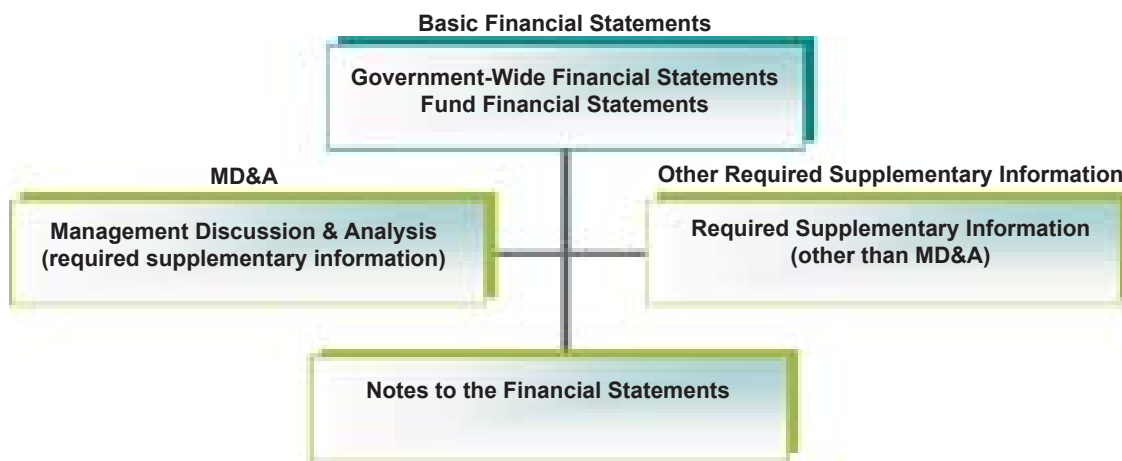 Basic Financial Statements
Government-Wide Financial Statements
Fund Financial Statements
MD&A
Management Discussion & Analysis
(required supplementary information)
Other Required Supplementary Information
Required Supplementary Information
(other than MD&A)
Notes to the Financial Statements